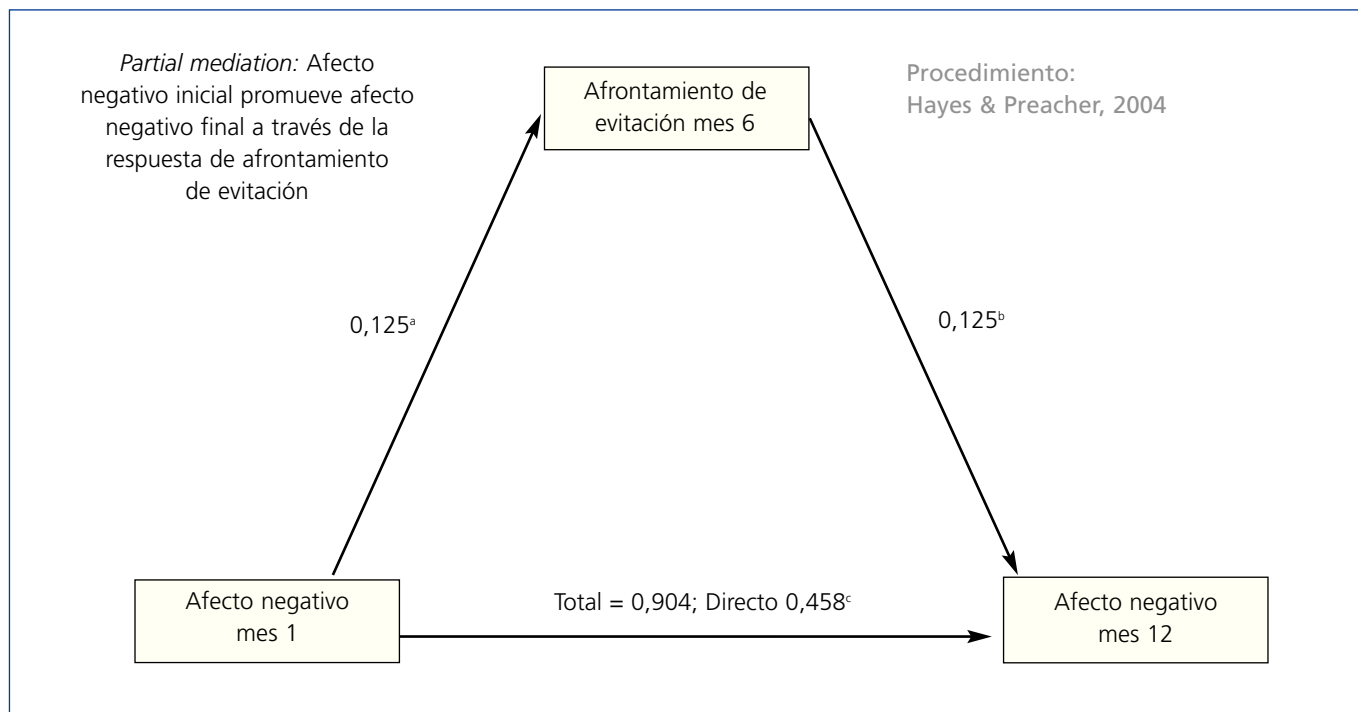 Partial mediation: Afecto
negativo inicial promueve afecto
negativo final a través de la
respuesta de afrontamiento
de evitación
Afrontamiento de
evitación mes 6
Procedimiento:
Hayes & Preacher, 2004
0,125ᵃ
0,125ᵇ
Afecto negativo
mes 1
Total = 0,904; Directo 0,458ᶜ
Afecto negativo
mes 12